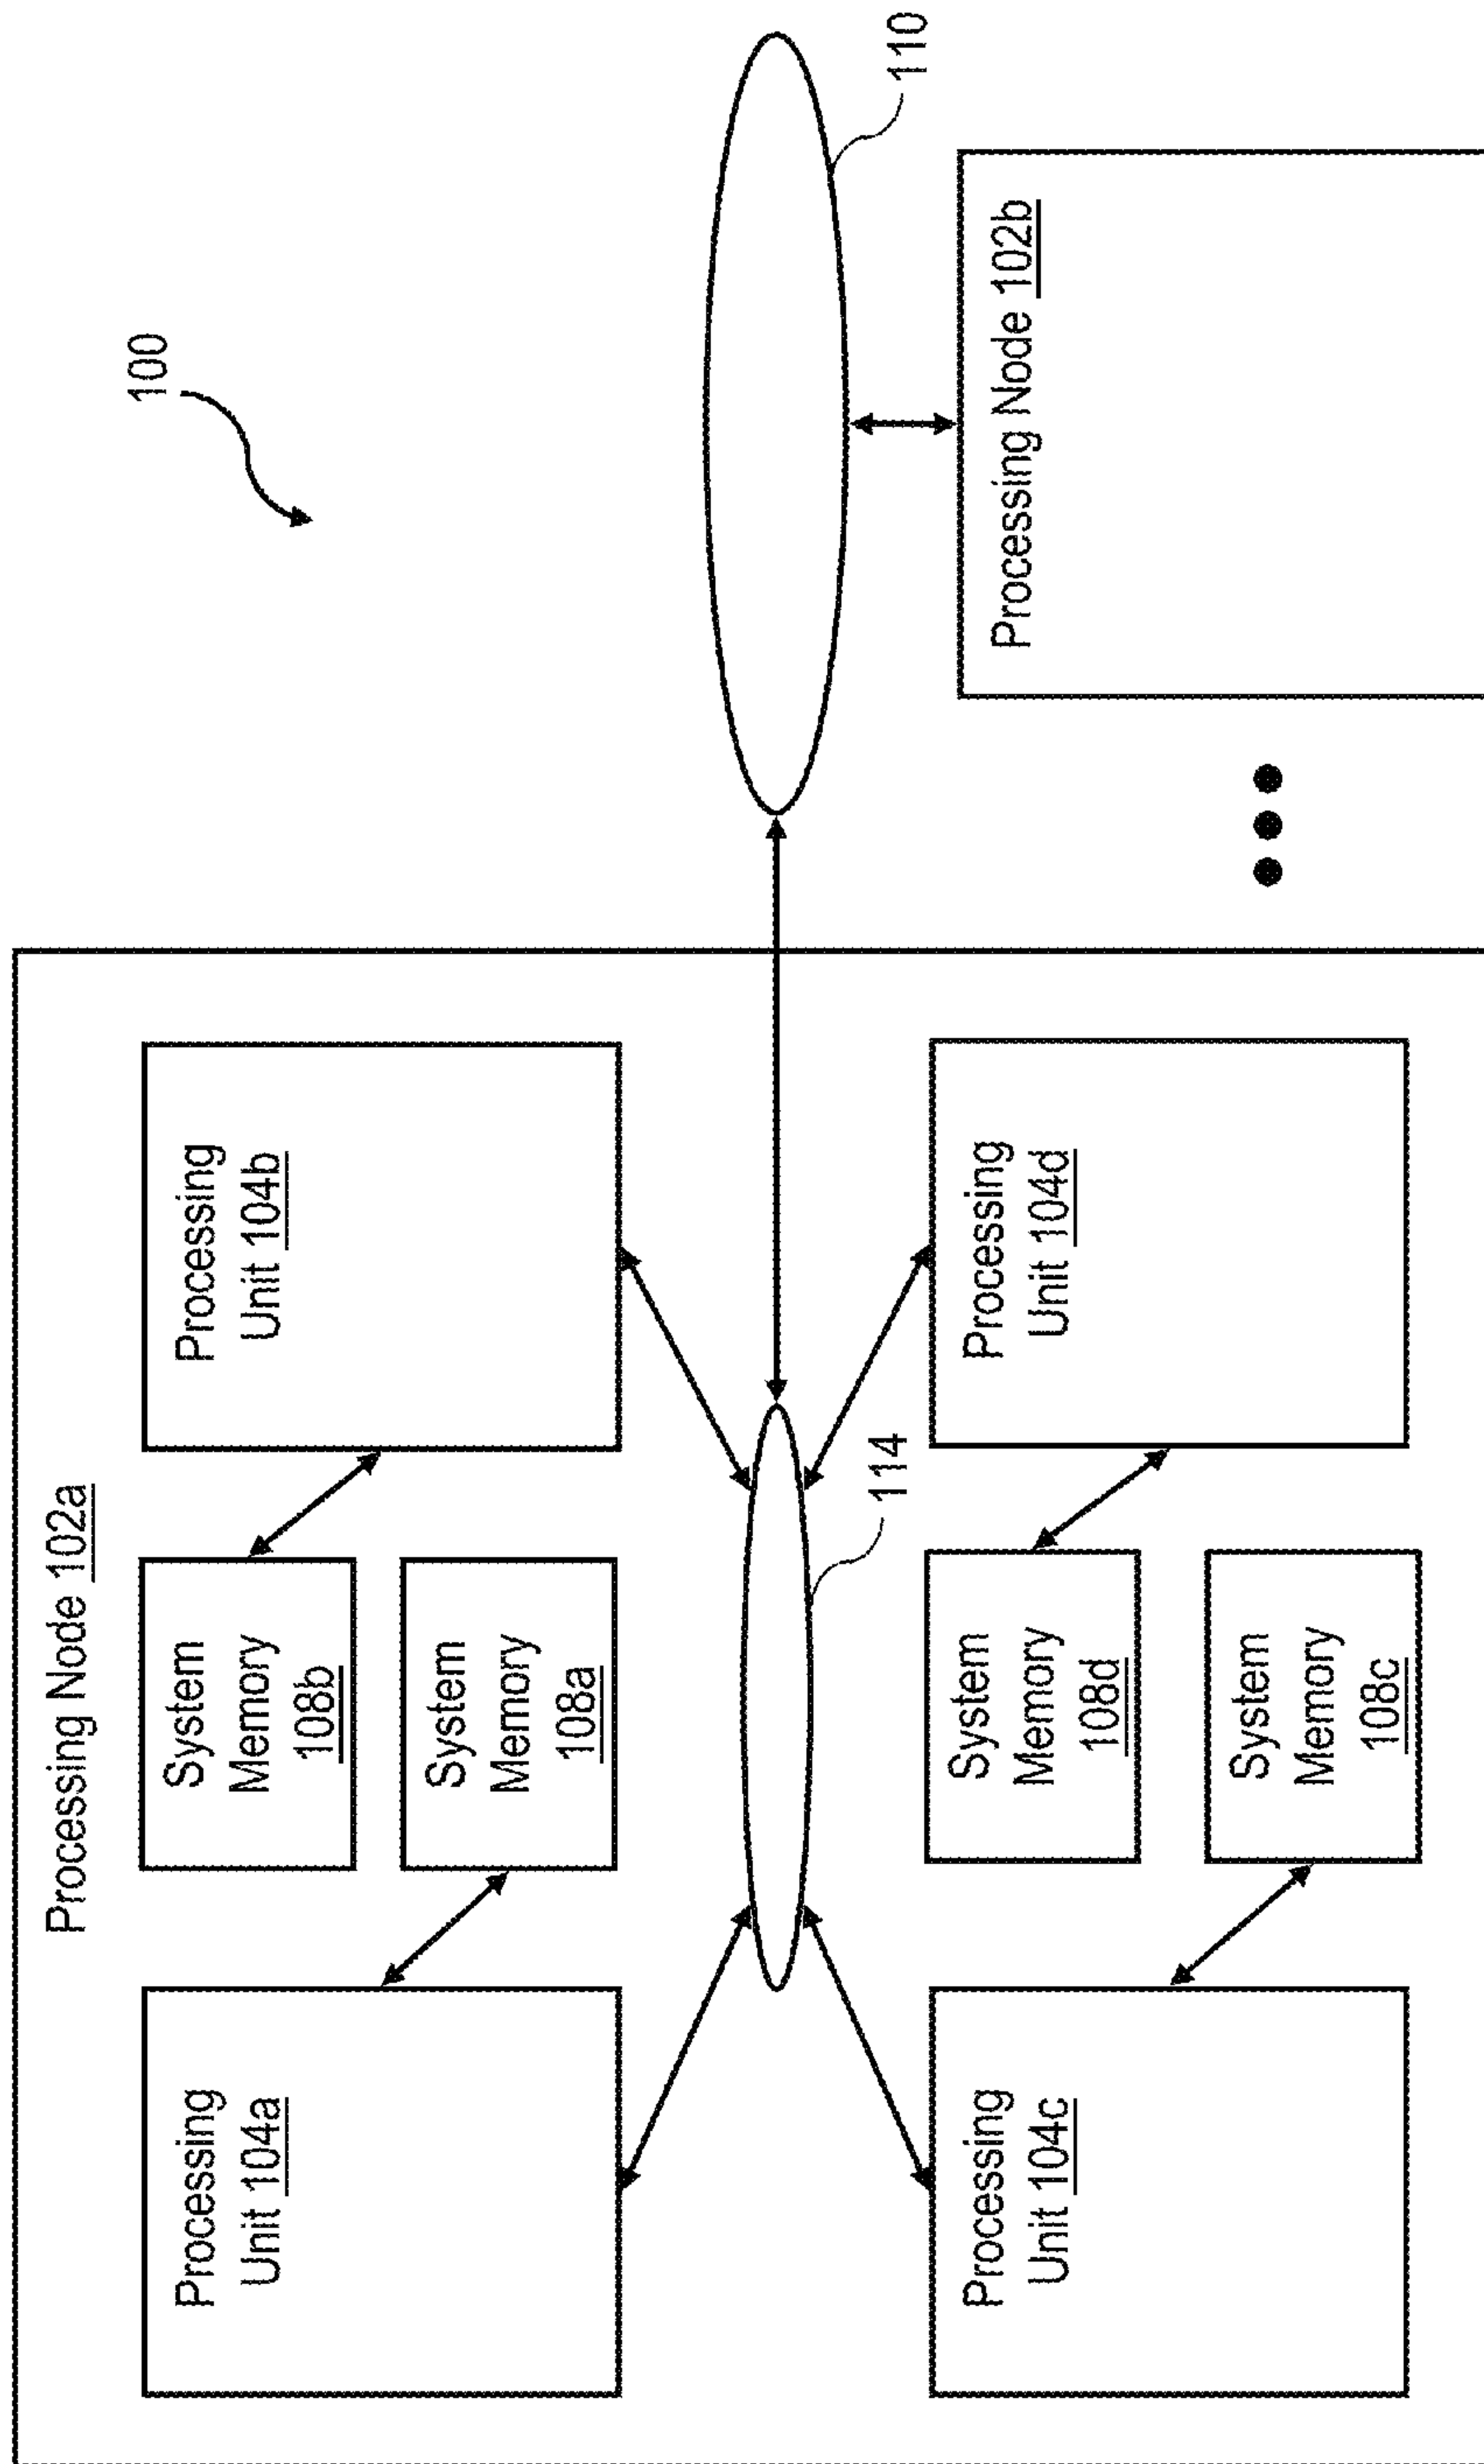 100
Processing Node 102a
Processing
Unit 104a
System
Memory
108b
System
Memory
108a
Processing
Unit 104b
114
110
Processing
Unit 104c
System
Memory
108d
System
Memory
108c
Processing
Unit 104d
Processing Node 102b